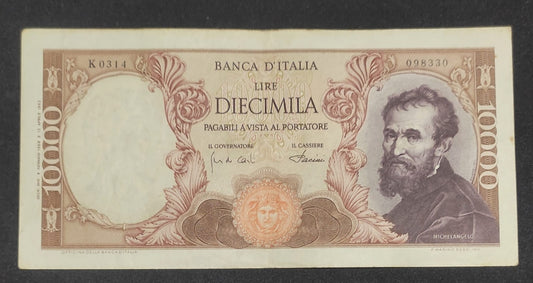 K 0314
BANCA D'ITALIA
098330
LIRE
DIECIMILA
PAGABILI A VISTA AL PORTATORE
IL GOVERNATORE
IL CASSIERE
10000
10000
MICHELANGELO
OFFICINA DELLA BANCA D'ITALIA